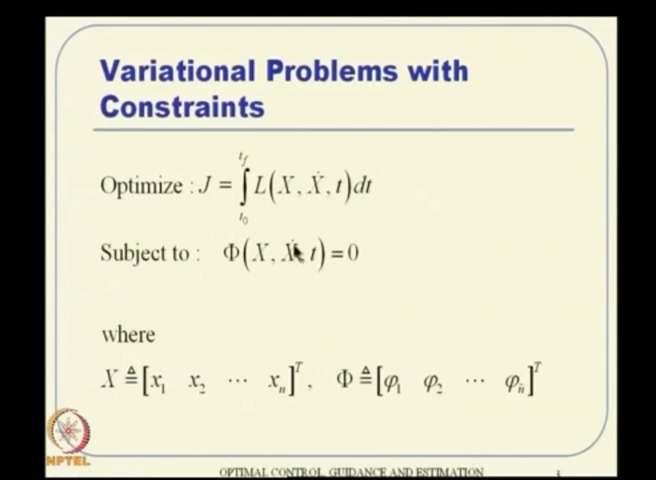 Variational Problems with
Constraints
Optimize : J = ∫_{t_0}^{t_f} L(X, Ẋ, t) dt
Subject to : Φ(X, Ẋ, t) = 0
where
X ≜ [x_1 x_2 ⋯ x_n]^T, Φ ≜ [φ_1 φ_2 ⋯ φ_ñ]^T
NPTEL
OPTIMAL CONTROL, GUIDANCE AND ESTIMATION